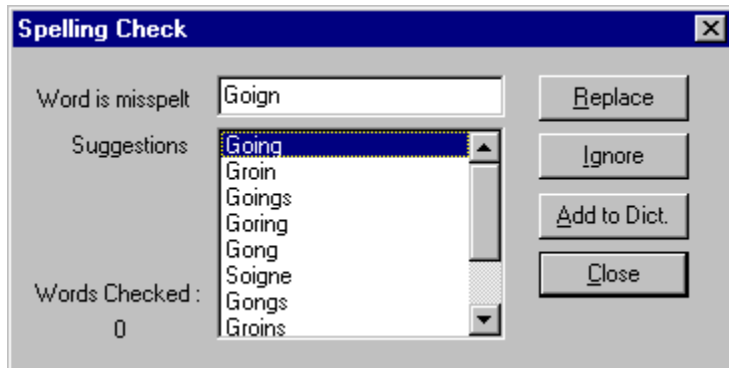 Spelling Check
Word is misspelt
Goign
Replace
Suggestions
Going
Groin
Goings
Goring
Gong
Soigne
Gongs
Groins
Ignore
Add to Dict.
Close
Words Checked :
0